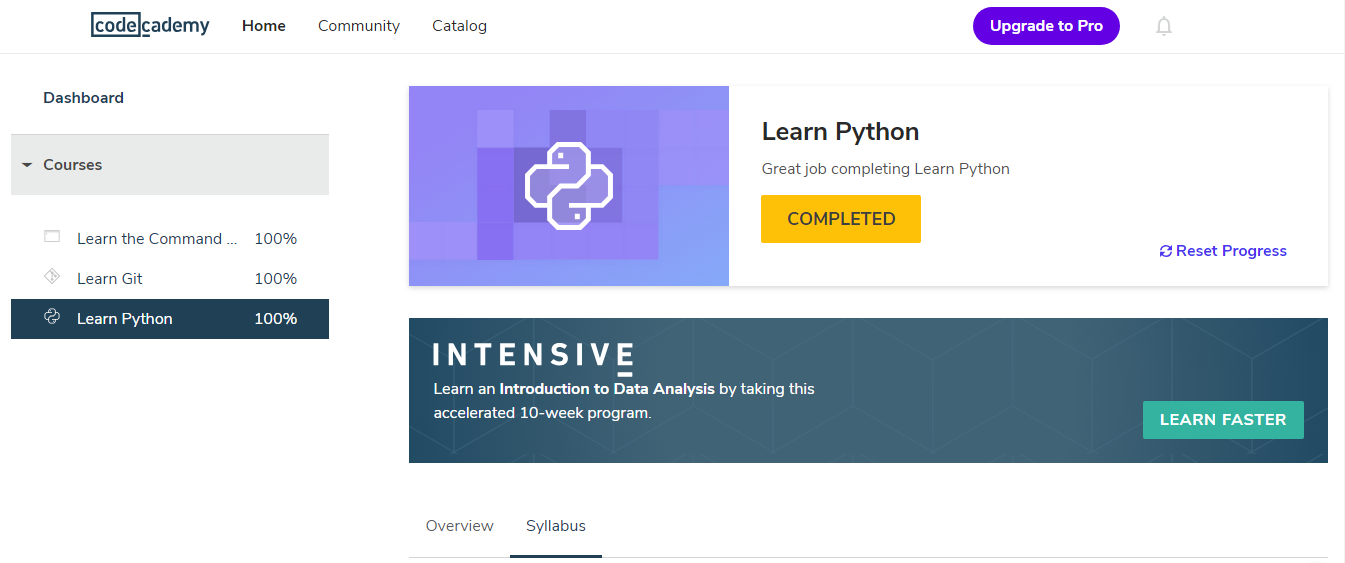 codecademy
Home
Community
Catalog
Upgrade to Pro
Dashboard
Courses
Learn the Command ...
100%
Learn Git
100%
Learn Python
100%
Learn Python
Great job completing Learn Python
COMPLETED
Reset Progress
INTENSIVE
Learn an Introduction to Data Analysis by taking this
accelerated 10-week program.
LEARN FASTER
Overview
Syllabus